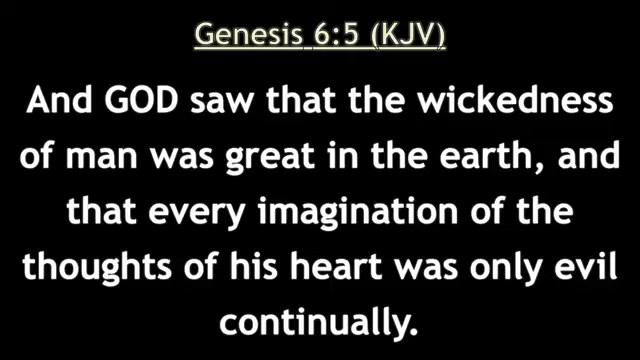 Genesis 6:5 (KJV)
And GOD saw that the wickedness
of man was great in the earth, and
that every imagination of the
thoughts of his heart was only evil
continually.